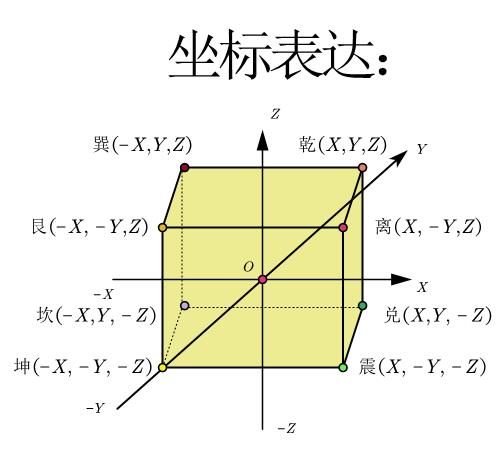 坐标表达:
Z
巽(-X,Y,Z)
乾(X,Y,Z)
Y
艮(-X, -Y,Z)
离(X, -Y,Z)
O
-X
X
坎(-X,Y, -Z)
兑(X,Y, -Z)
坤(-X, -Y, -Z)
震(X, -Y, -Z)
-Y
-Z